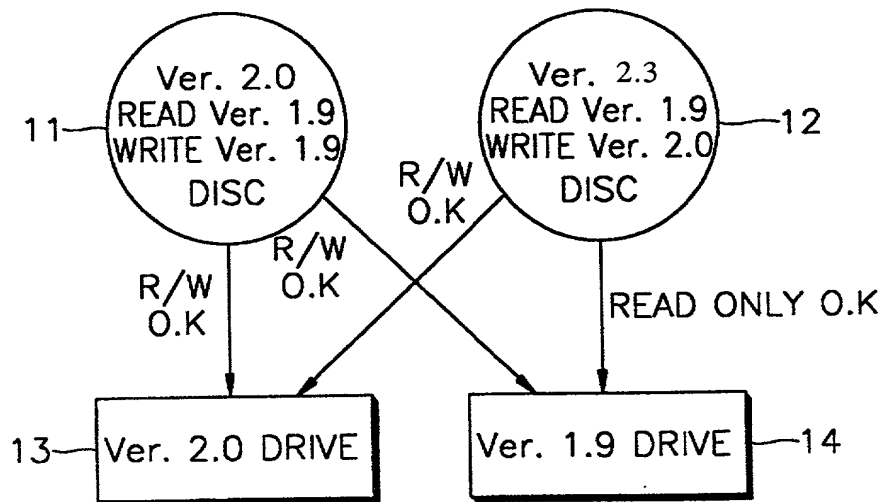 Ver. 2.0
READ Ver. 1.9
WRITE Ver. 1.9
DISC
11
Ver. 2.3
READ Ver. 1.9
WRITE Ver. 2.0
DISC
12
R/W
O.K
R/W
O.K
R/W
O.K
READ ONLY O.K
13
Ver. 2.0 DRIVE
Ver. 1.9 DRIVE
14